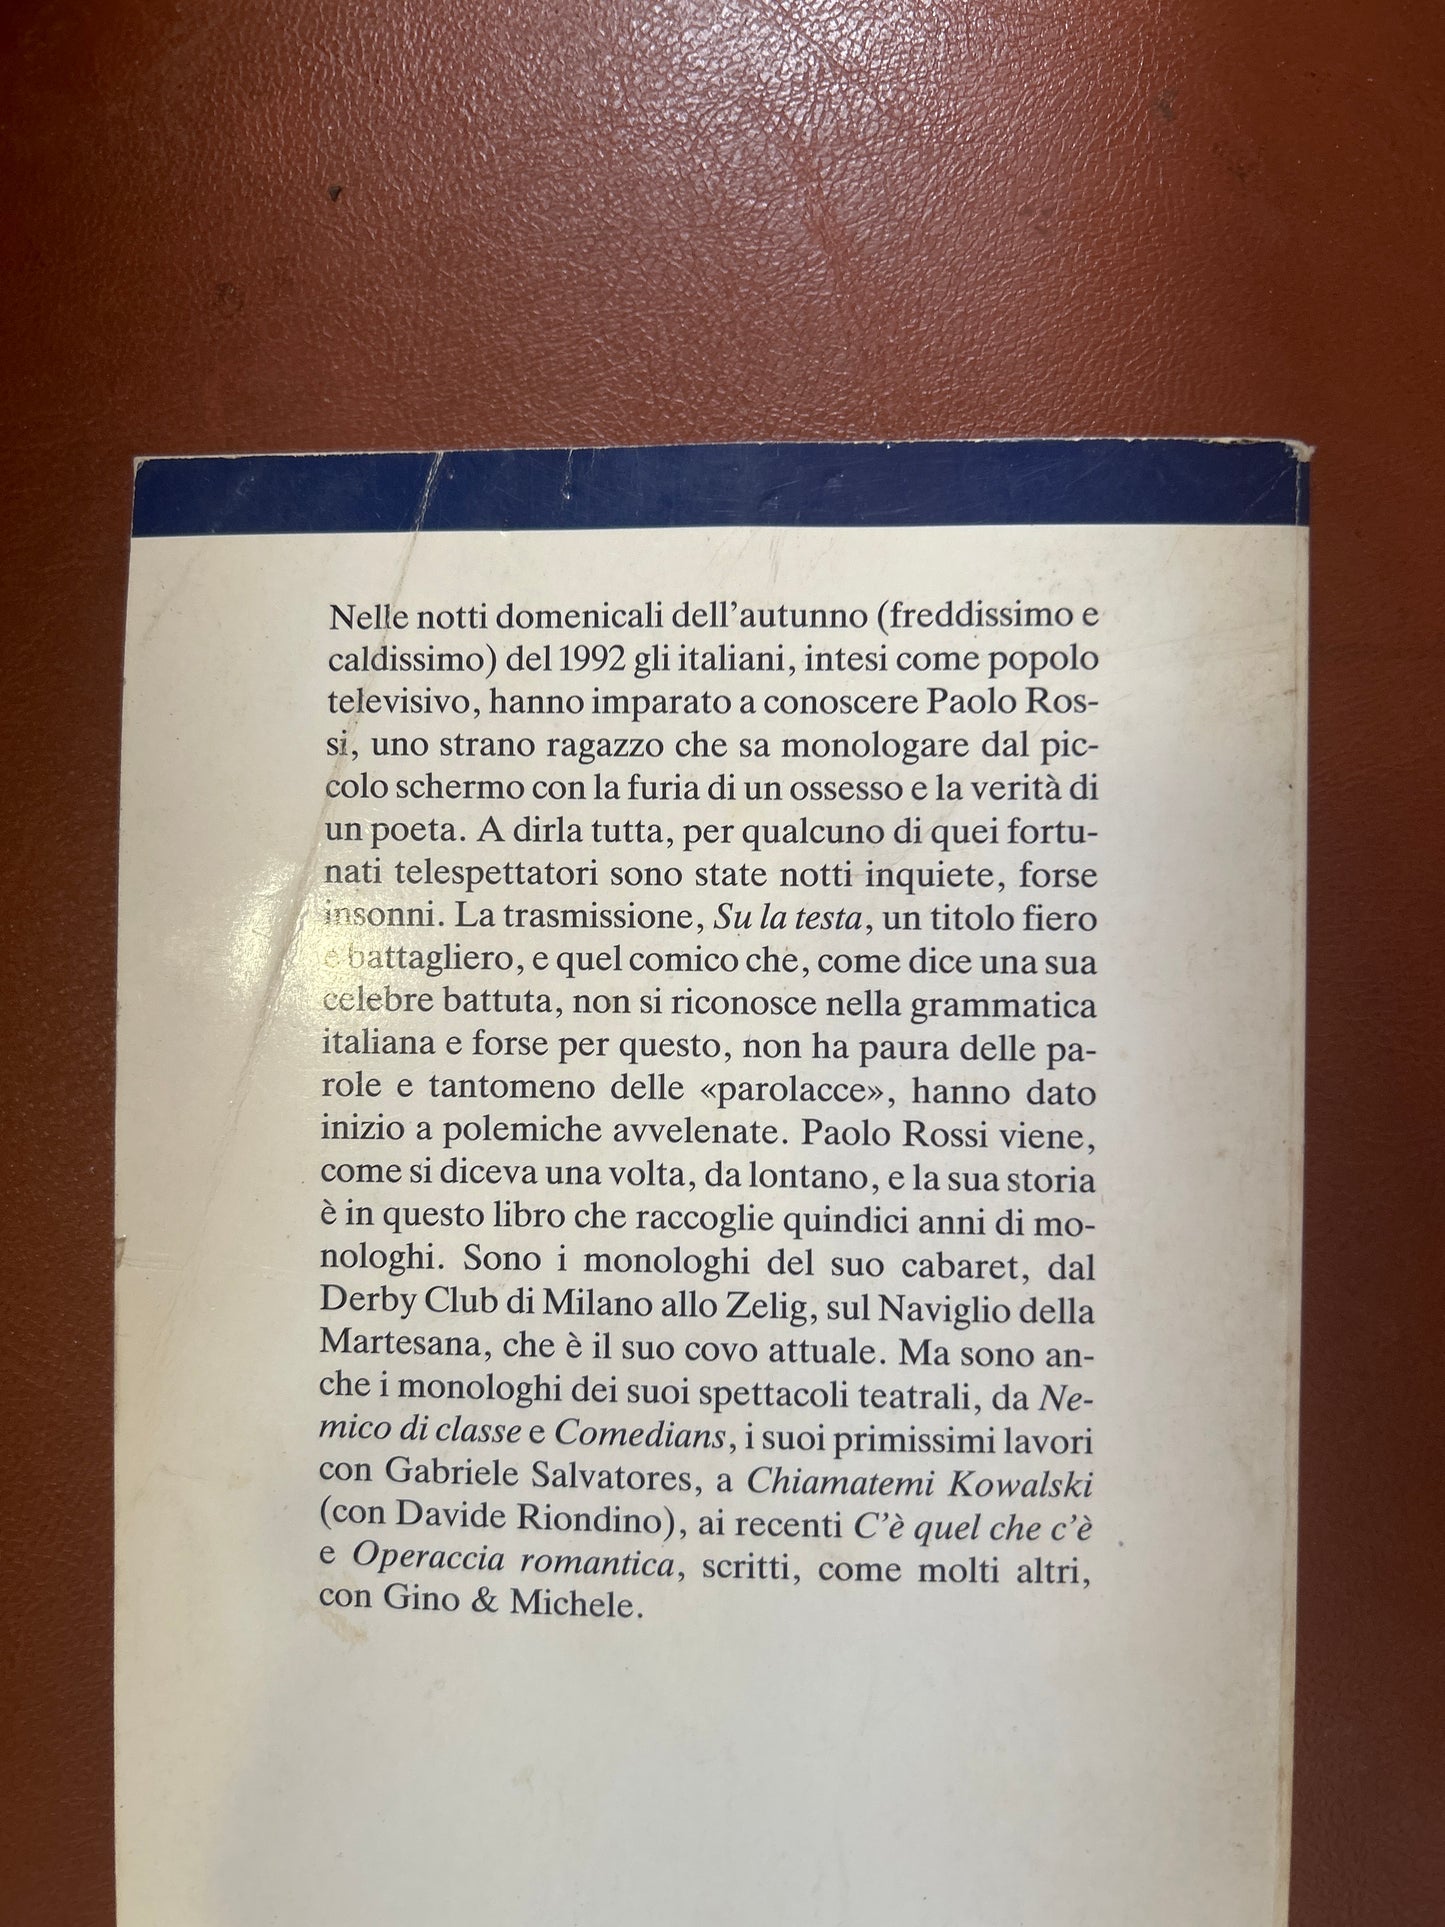 Nelle notti domenicali dell'autunno (freddissimo e
caldissimo) del 1992 gli italiani, intesi come popolo
televisivo, hanno imparato a conoscere Paolo Ros-
si, uno strano ragazzo che sa monologare dal pic-
colo schermo con la furia di un ossesso e la verità di
un poeta. A dirla tutta, per qualcuno di quei fortu-
nati telespettatori sono state notti inquiete, forse
insonni. La trasmissione, Su la testa, un titolo fiero
e battagliero, e quel comico che, come dice una sua
celebre battuta, non si riconosce nella grammatica
italiana e forse per questo, non ha paura delle pa-
role e tantomeno delle «parolacce», hanno dato
inizio a polemiche avvelenate. Paolo Rossi viene,
come si diceva una volta, da lontano, e la sua storia
è in questo libro che raccoglie quindici anni di mo-
nologhi. Sono i monologhi del suo cabaret, dal
Derby Club di Milano allo Zelig, sul Naviglio della
Martesana, che è il suo covo attuale. Ma sono an-
che i monologhi dei suoi spettacoli teatrali, da Ne-
mico di classe e Comedians, i suoi primissimi lavori
con Gabriele Salvatores, a Chiamatemi Kowalski
(con Davide Riondino), ai recenti C'è quel che c'è
e Operaccia romantica, scritti, come molti altri,
con Gino & Michele.